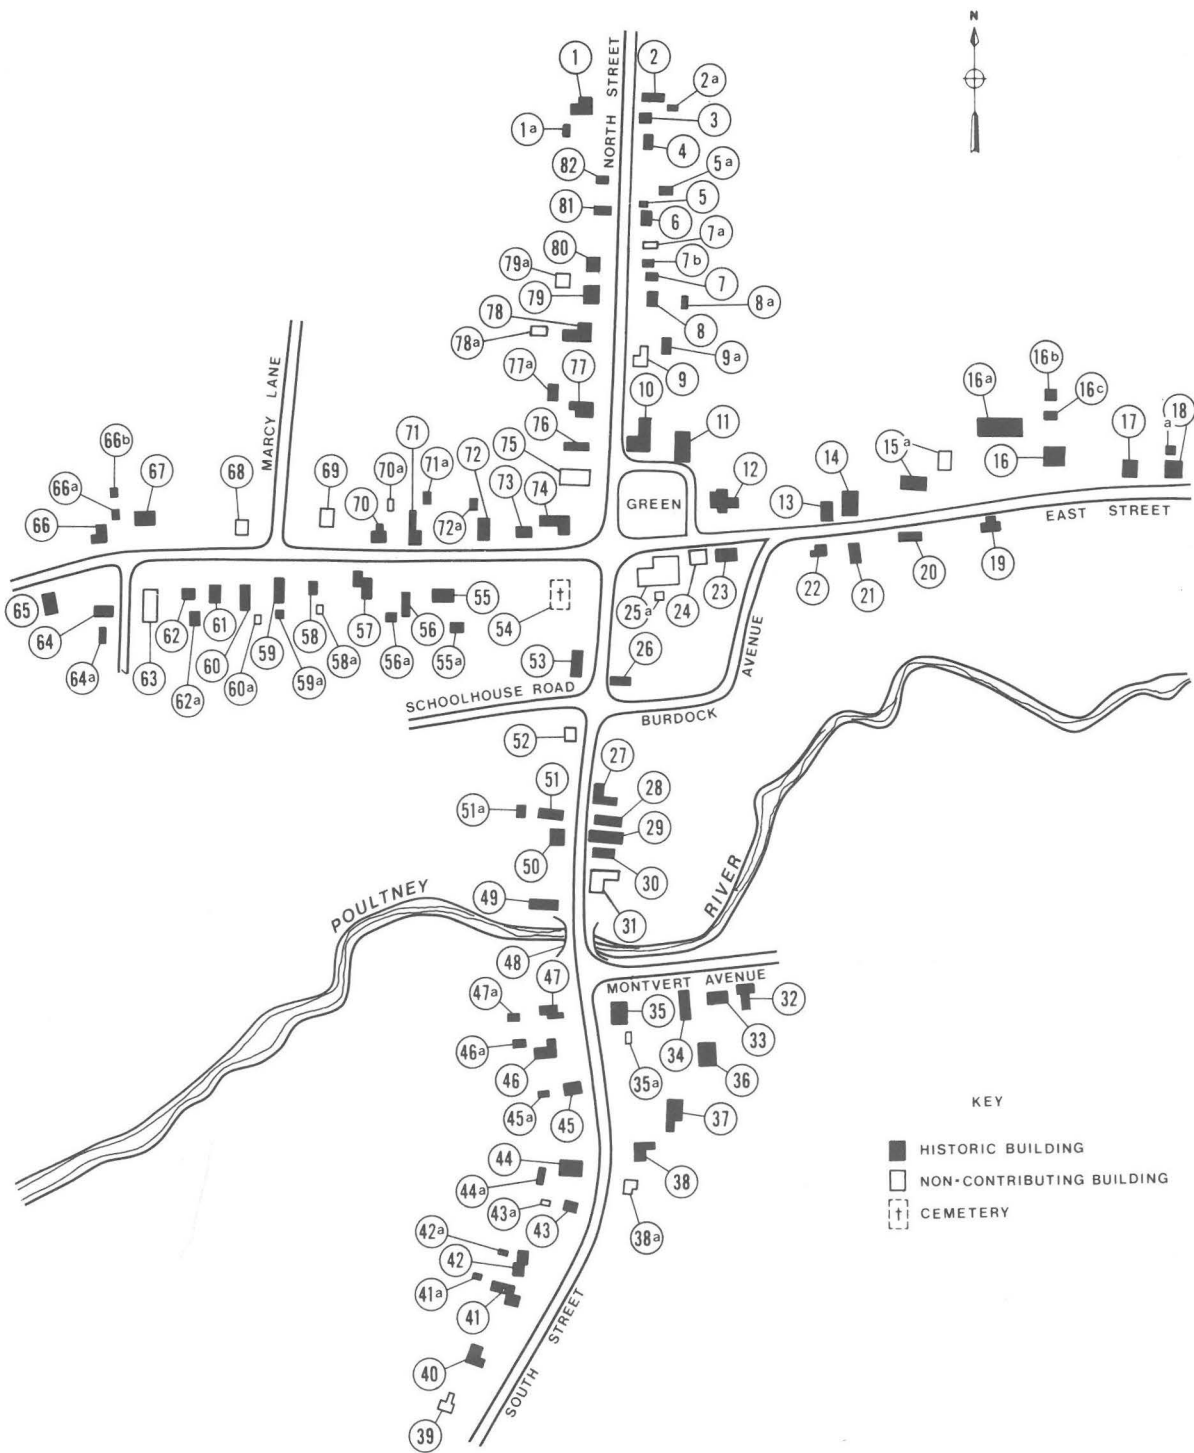 N
NORTH STREET
1
2
2a
1a
3
4
82
5a
81
5
6
7a
80
7b
79a
7
79
8a
78
8
78a
9a
77a
77
9
10
11
16b
16a
16c
17
18
a
16
71
76
75
66b
67
68
MARCY LANE
69
70a
71a
72
73
74
GREEN
12
13
14
15a
66a
66
70
72a
EAST STREET
65
64
64a
63
62
62a
61
60
60a
59
59a
58
58a
57
56a
56
55
55a
54
25a
24
23
22
21
20
19
53
26
AVENUE
SCHOOLHOUSE ROAD
BURDOCK
52
27
51
51a
28
29
50
30
POULTNEY
RIVER
49
31
48
MONTVERT AVENUE
47
47a
35
34
33
32
46a
46
35a
36
45a
45
37
44
44a
38
43a
43
38a
42a
42
41a
41
40
39
SOUTH STREET
KEY
HISTORIC BUILDING
NON-CONTRIBUTING BUILDING
CEMETERY